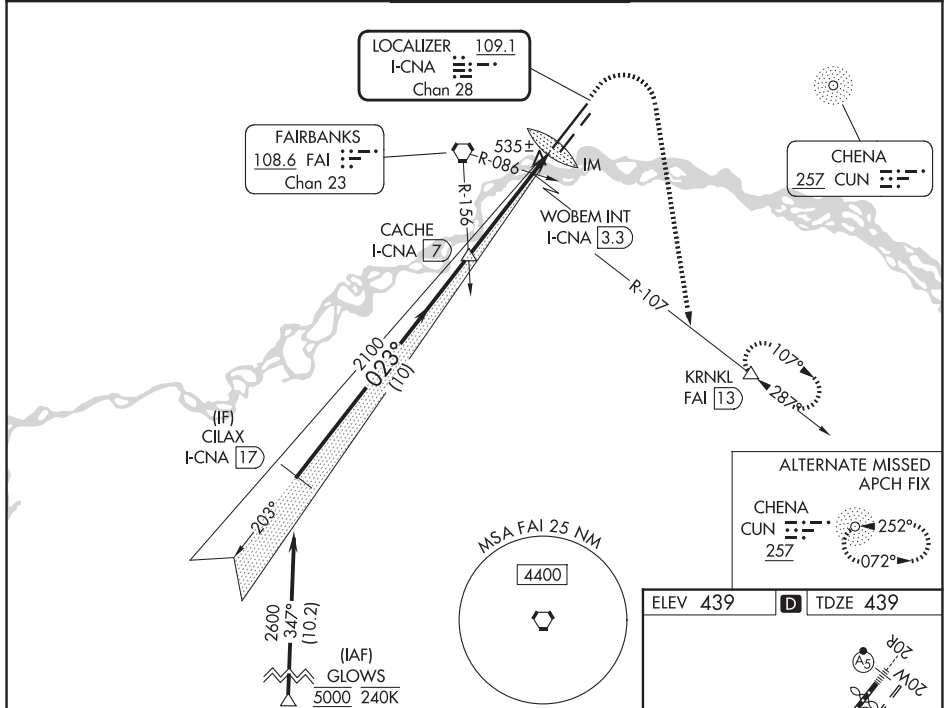 LOCALIZER 109.1
I-CNA
Chan 28
FAIRBANKS
108.6 FAI
Chan 23
535±
R-086
IM
R-156
CHENA
257 CUN
CACHE
I-CNA 7
WOBEM INT
I-CNA 3.3
R-107
2100
023°
(10)
KRNKL
FAI 13
107°
287°
(IF)
CILAX
I-CNA 17
203°
ALTERNATE MISSED
APCH FIX
CHENA
CUN
257
252°
072°
MSA FAI 25 NM
4400
2600
347°
(10.2)
(IAF)
GLOWS
5000 240K
ELEV 439 D TDZE 439
A5
20R
20W